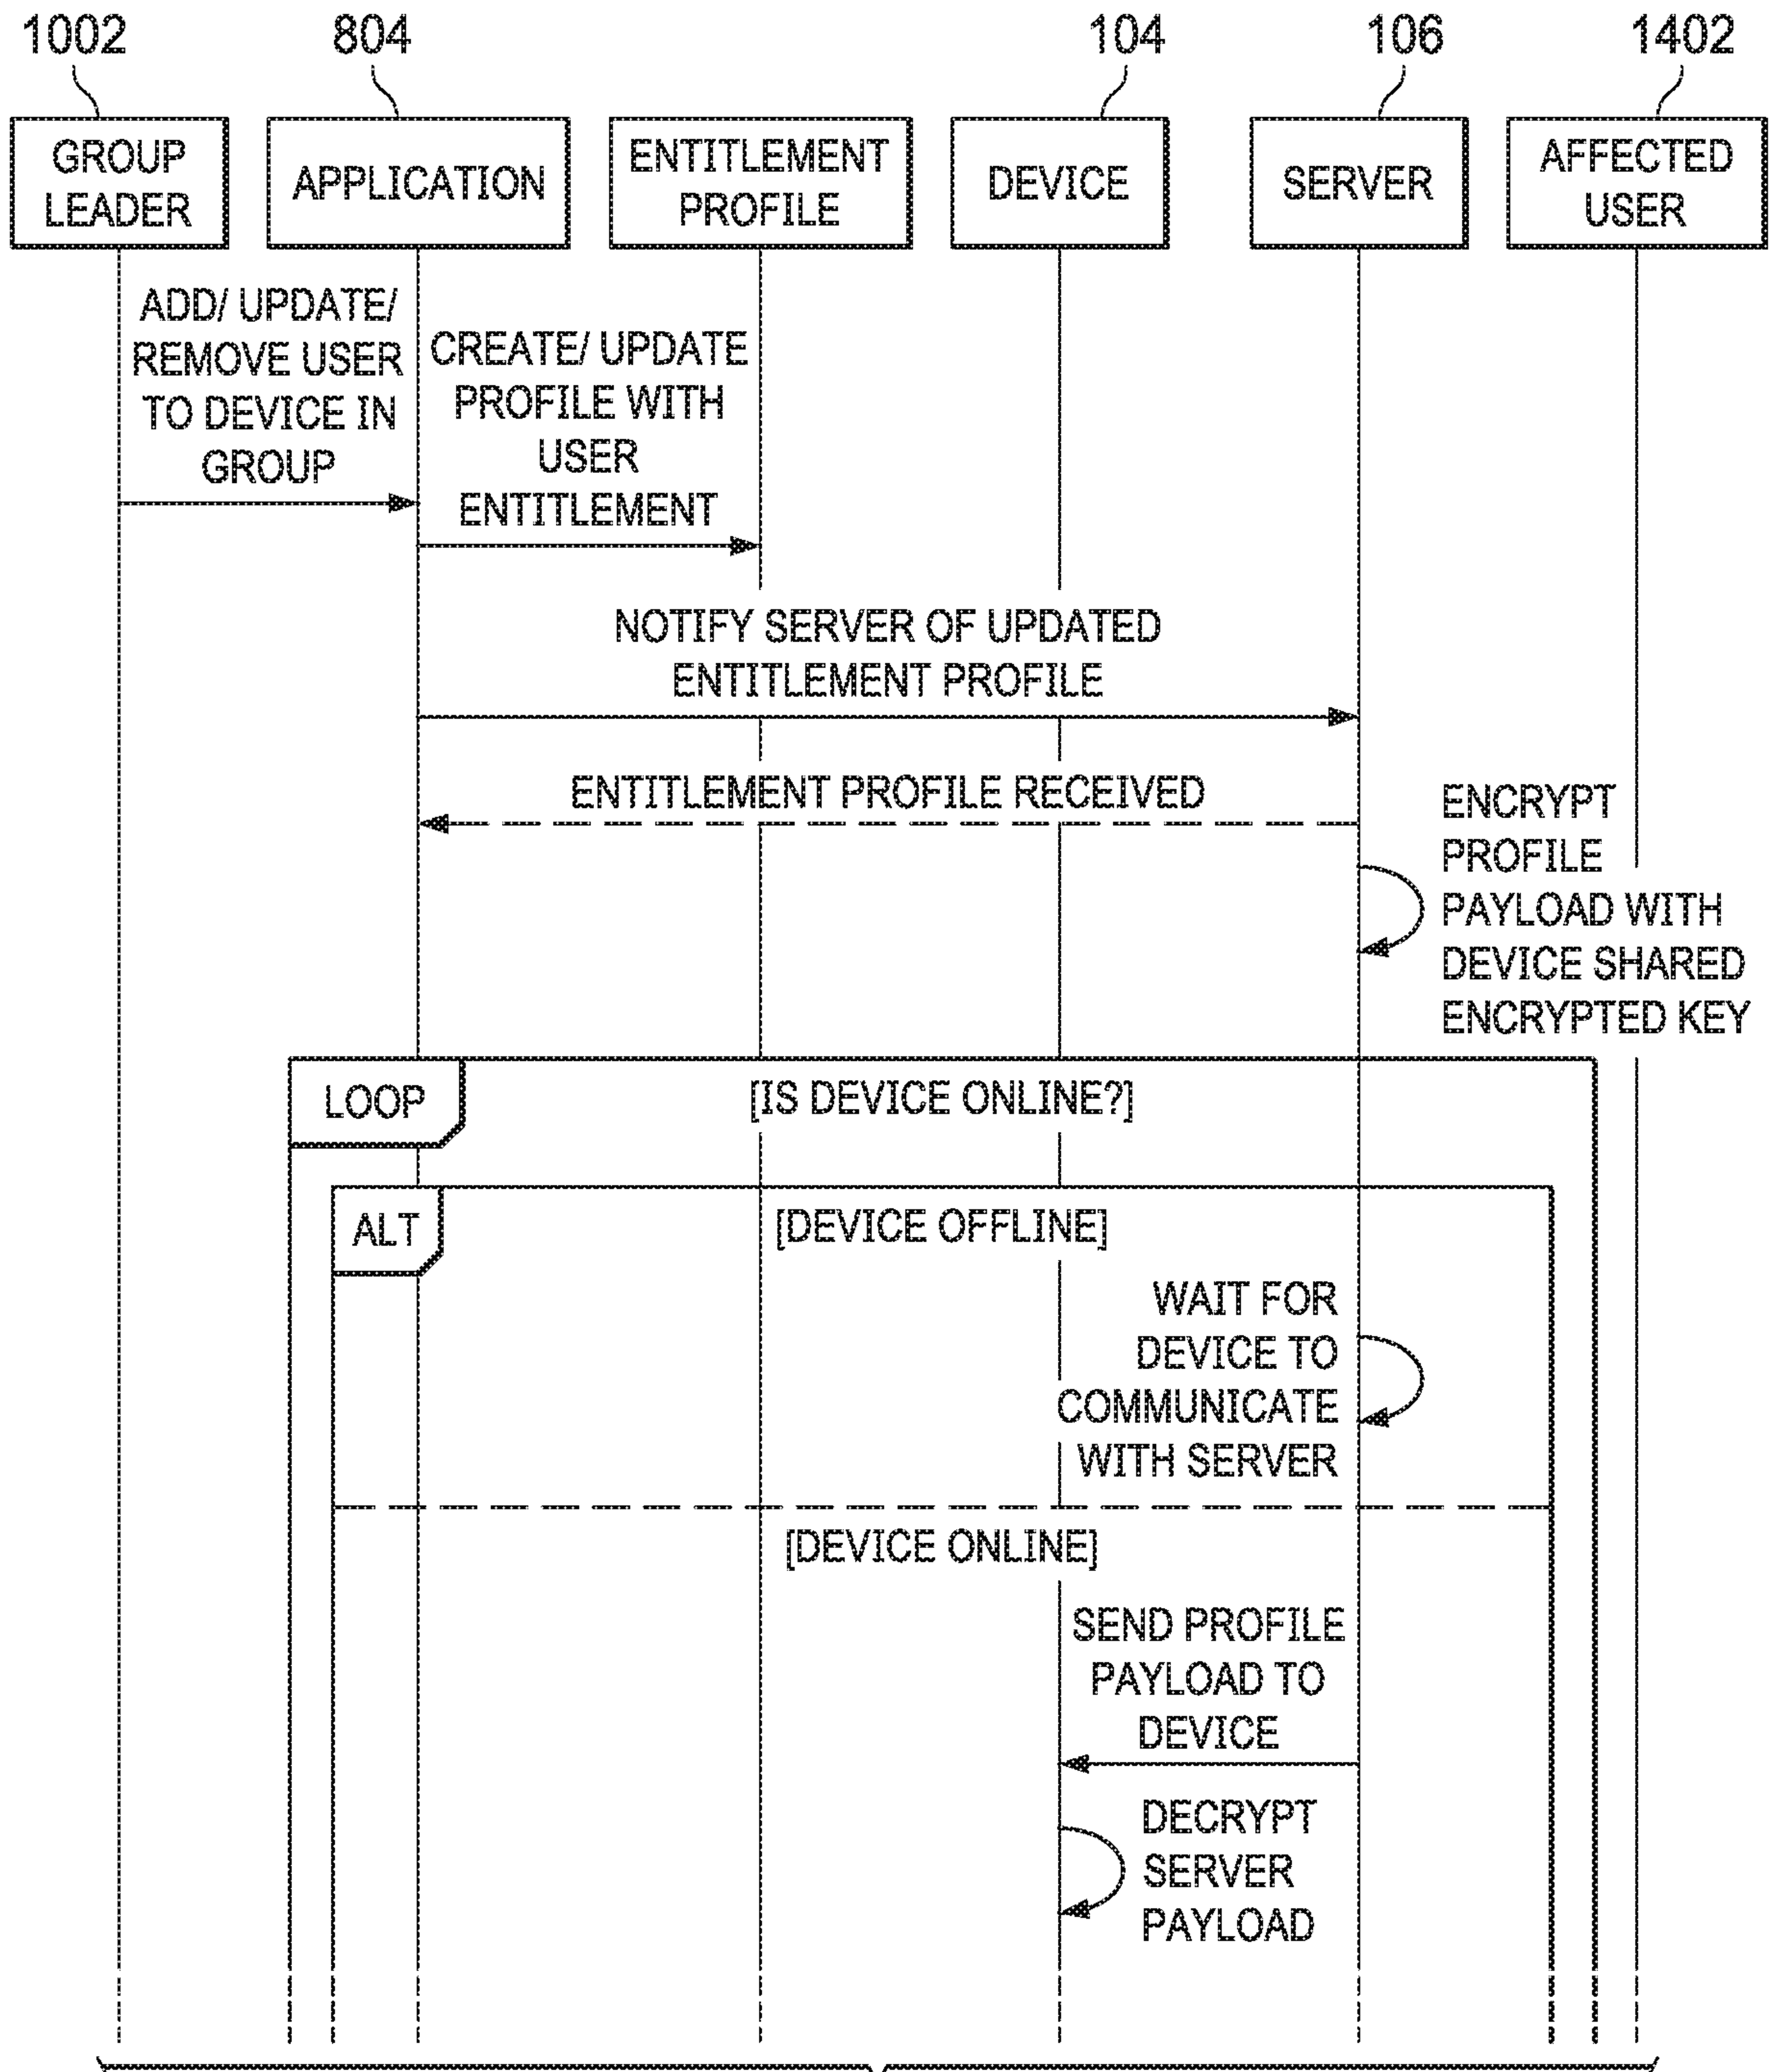 1002 804 104 106 1402
GROUP
LEADER
APPLICATION
ENTITLEMENT
PROFILE
DEVICE
SERVER
AFFECTED
USER
ADD/ UPDATE/
REMOVE USER
TO DEVICE IN
GROUP
CREATE/ UPDATE
PROFILE WITH
USER
ENTITLEMENT
NOTIFY SERVER OF UPDATED
ENTITLEMENT PROFILE
ENTITLEMENT PROFILE RECEIVED
ENCRYPT
PROFILE
PAYLOAD WITH
DEVICE SHARED
ENCRYPTED KEY
LOOP
[IS DEVICE ONLINE?]
ALT
[DEVICE OFFLINE]
WAIT FOR
DEVICE TO
COMMUNICATE
WITH SERVER
[DEVICE ONLINE]
SEND PROFILE
PAYLOAD TO
DEVICE
DECRYPT
SERVER
PAYLOAD